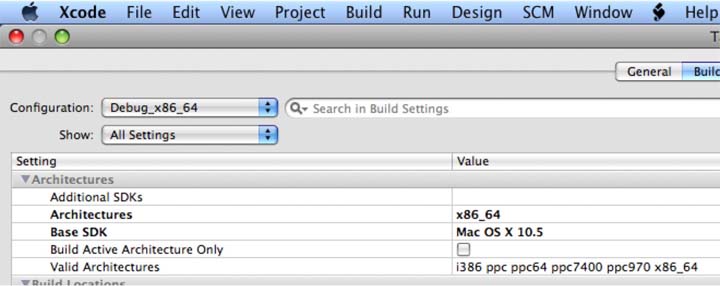 Xcode File Edit View Project Build Run Design SCM Window Help
General
Configuration: Debug_x86_64 Search in Build Settings
Show: All Settings
Setting Value
Architectures
Additional SDKs
Architectures x86_64
Base SDK Mac OS X 10.5
Build Active Architecture Only
Valid Architectures i386 ppc ppc64 ppc7400 ppc970 x86_64
Build Locations